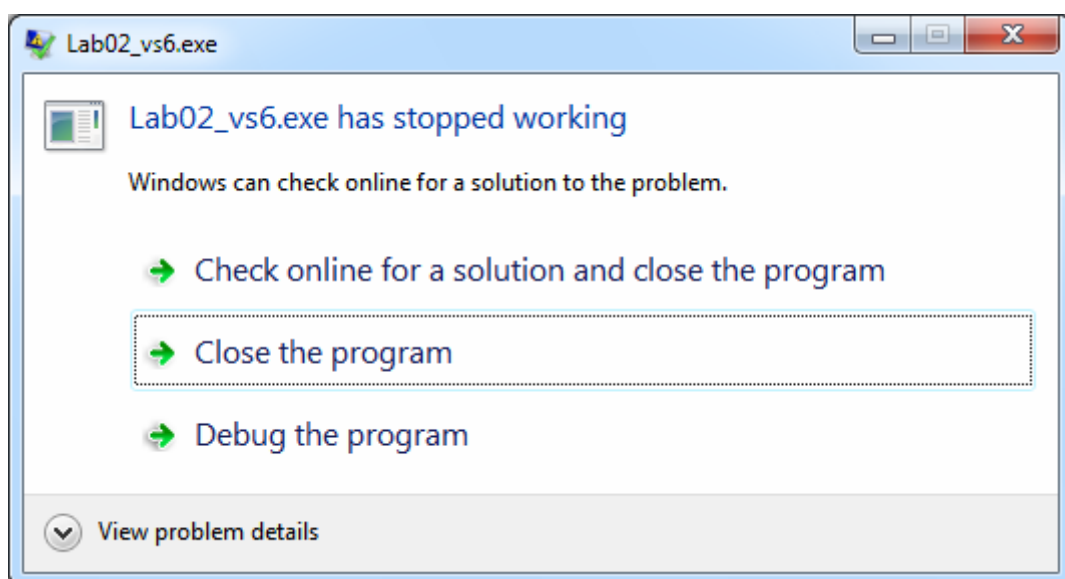 Lab02_vs6.exe
Lab02_vs6.exe has stopped working
Windows can check online for a solution to the problem.
Check online for a solution and close the program
Close the program
Debug the program
View problem details